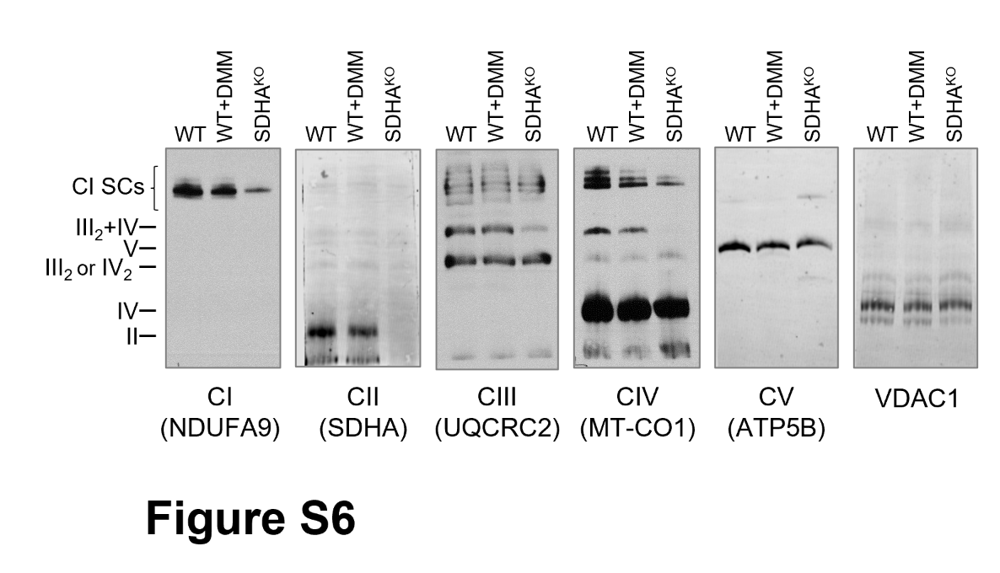 WT WT+DMM SDHAᴷᴼ WT WT+DMM SDHAᴷᴼ WT WT+DMM SDHAᴷᴼ WT WT+DMM SDHAᴷᴼ WT WT+DMM SDHAᴷᴼ WT WT+DMM SDHAᴷᴼ
CI SCs
III₂+IV
V
III₂ or IV₂
IV
II
CI CII CIII CIV CV VDAC1
(NDUFA9) (SDHA) (UQCRC2) (MT-CO1) (ATP5B)
Figure S6